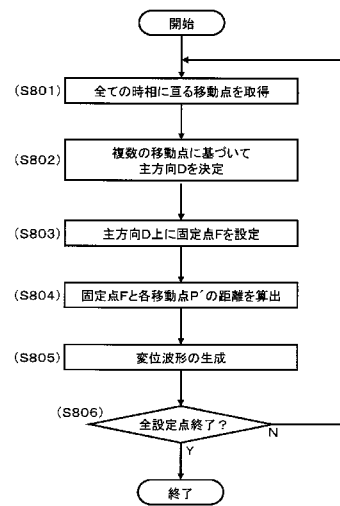 開始
(S801) 全ての時相に亘る移動点を取得
(S802) 複数の移動点に基づいて
主方向Dを決定
(S803) 主方向D上に固定点Fを設定
(S804) 固定点Fと各移動点P´の距離を算出
(S805) 変位波形の生成
(S806) 全設定点終了?
N
Y
終了